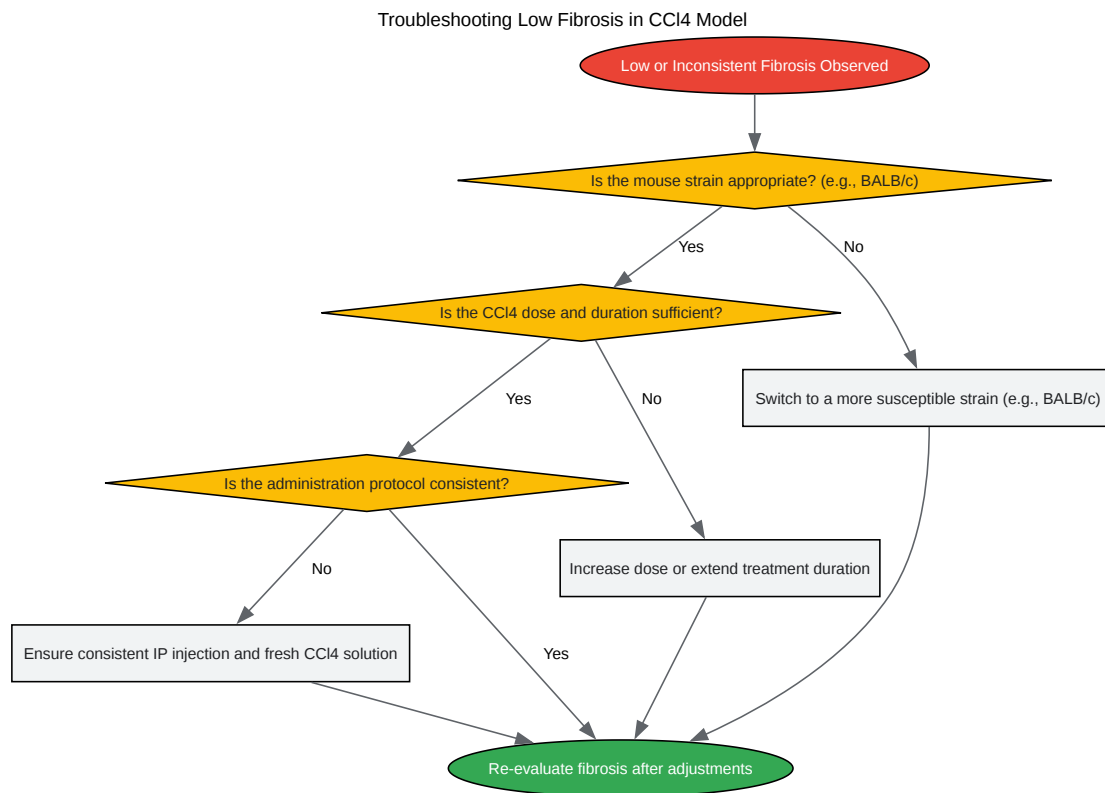 Troubleshooting Low Fibrosis in CCl4 Model
Low or Inconsistent Fibrosis Observed
Is the mouse strain appropriate? (e.g., BALB/c)
Yes
No
Is the CCl4 dose and duration sufficient?
Switch to a more susceptible strain (e.g., BALB/c)
Yes
No
Is the administration protocol consistent?
Increase dose or extend treatment duration
No
Yes
Ensure consistent IP injection and fresh CCl4 solution
Re-evaluate fibrosis after adjustments